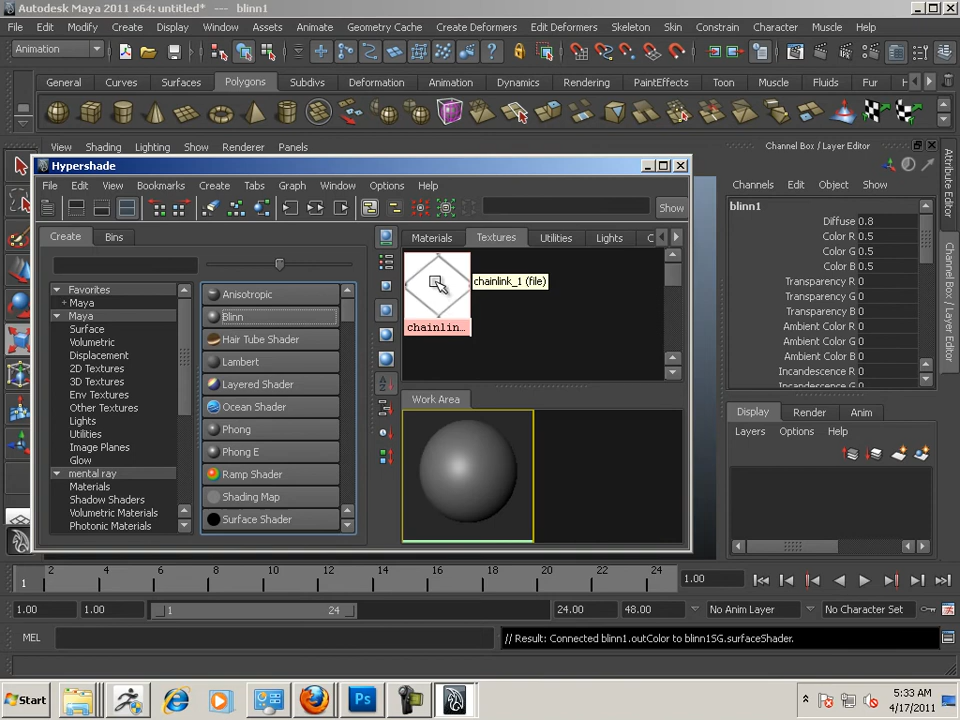 Autodesk Maya 2011 x64: untitled* --- blinn1
File Edit Modify Create Display Window Assets Animate Geometry Cache Create Deformers Edit Deformers Skeleton Skin Constrain Character Muscle Help
Animation
General Curves Surfaces Polygons Subdivs Deformation Animation Dynamics Rendering PaintEffects Toon Muscle Fluids Fur H
View Shading Lighting Show Renderer Panels
Channel Box / Layer Editor
Hypershade
File Edit View Bookmarks Create Tabs Graph Window Options Help
Show
Create Bins
Materials Textures Utilities Lights C
Favorites
+ Maya
Maya
Surface
Volumetric
Displacement
2D Textures
3D Textures
Env Textures
Other Textures
Lights
Utilities
Image Planes
Glow
mental ray
Materials
Shadow Shaders
Volumetric Materials
Photonic Materials
Anisotropic
Blinn
Hair Tube Shader
Lambert
Layered Shader
Ocean Shader
Phong
Phong E
Ramp Shader
Shading Map
Surface Shader
chainlink_1 (file)
chainlin...
Work Area
Channels Edit Object Show
blinn1
Diffuse 0.8
Color R 0.5
Color G 0.5
Color B 0.5
Transparency R 0
Transparency G 0
Transparency B 0
Ambient Color R 0
Ambient Color G 0
Ambient Color B 0
Incandescence R 0
Incandescence G 0
Display Render Anim
Layers Options Help
Attribute Editor
Channel Box / Layer Editor
1 2 4 6 8 10 12 14 16 18 20 22 24 1.00
1.00 1.00 1 24 24.00 48.00 No Anim Layer No Character Set
MEL // Result: Connected blinn1.outColor to blinn1SG.surfaceShader.
Start Ps 5:33 AM
4/17/2011